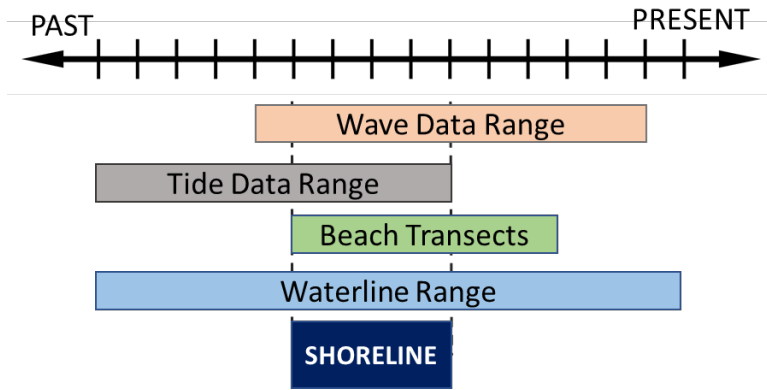 PAST
PRESENT
Wave Data Range
Tide Data Range
Beach Transects
Waterline Range
SHORELINE